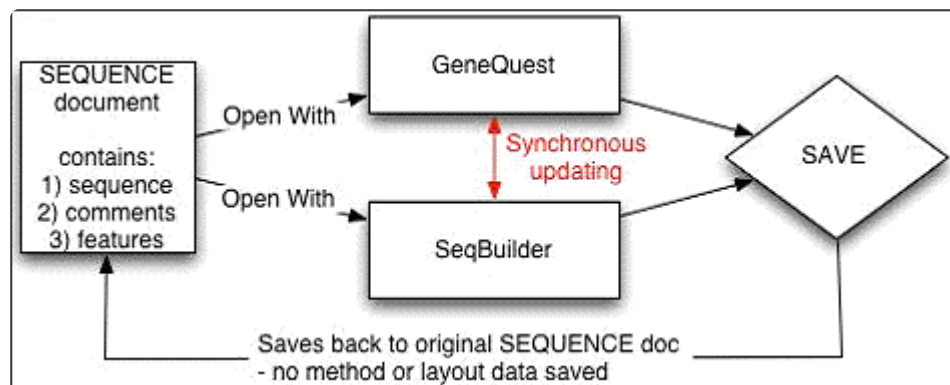 SEQUENCE
document
contains:
1) sequence
2) comments
3) features
Open With
Open With
GeneQuest
Synchronous
updating
SeqBuilder
SAVE
Saves back to original SEQUENCE doc
- no method or layout data saved